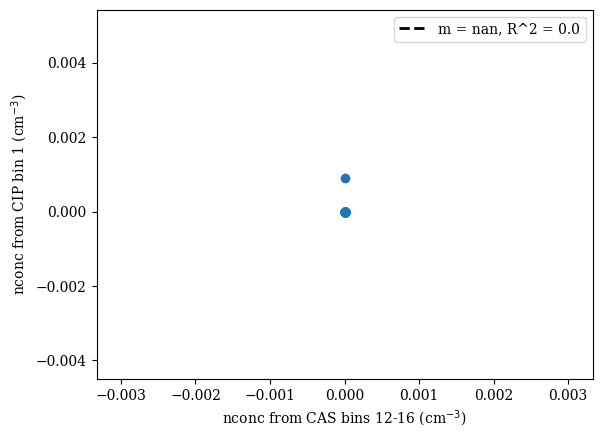 m = nan, R^2 = 0.0
nconc from CIP bin 1 (cm⁻³)
0.004
0.002
0.000
−0.002
−0.004
−0.003 −0.002 −0.001 0.000 0.001 0.002 0.003
nconc from CAS bins 12-16 (cm⁻³)